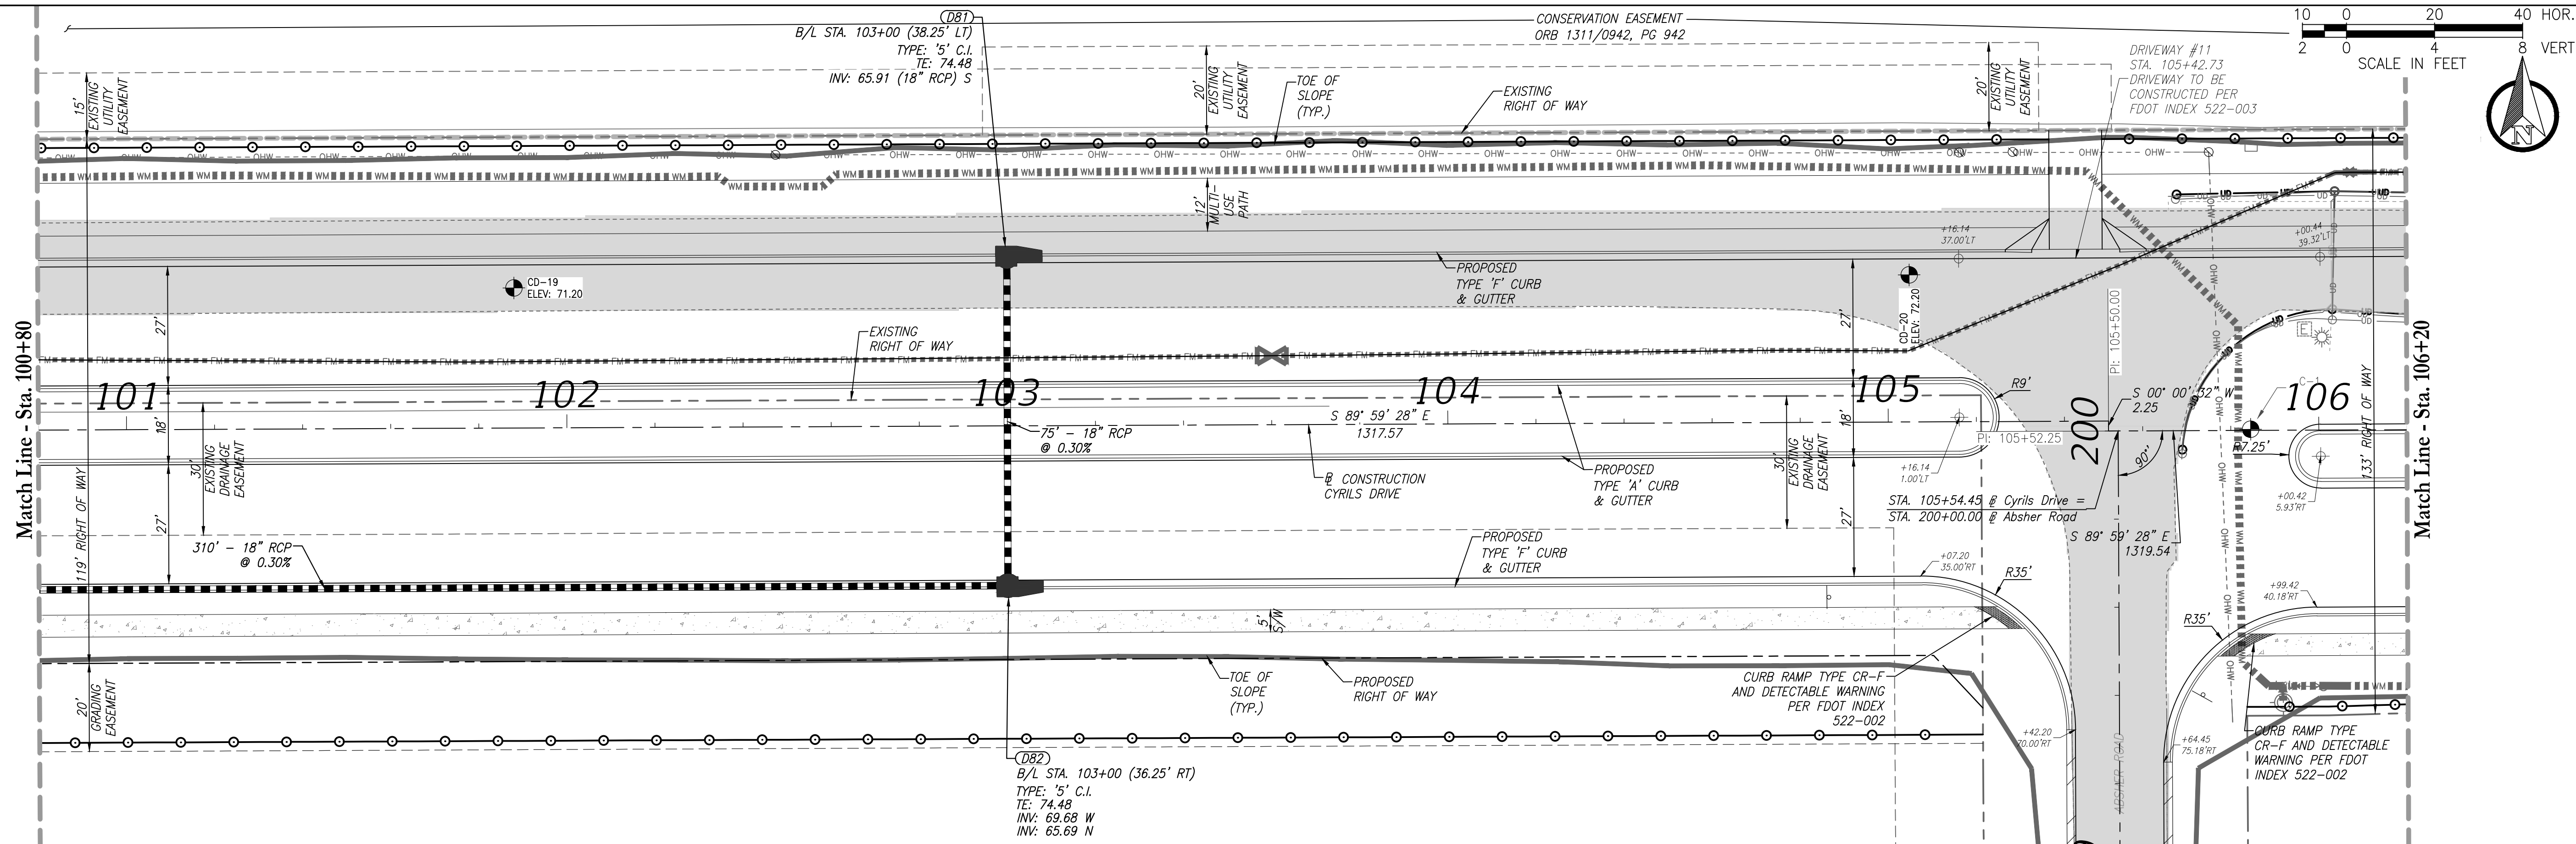 D81
B/L STA. 103+00 (38.25' LT)
TYPE: '5' C.I.
TE: 74.48
INV: 65.91 (18" RCP) S
CONSERVATION EASEMENT
ORB 1311/0942, PG 942
10 0 20 40 HOR.
2 0 4 8 VERT
SCALE IN FEET
N
DRIVEWAY #11
STA. 105+42.73
DRIVEWAY TO BE
CONSTRUCTED PER
FDOT INDEX 522-003
15'
EXISTING
UTILITY
EASEMENT
20'
EXISTING
UTILITY
EASEMENT
TOE OF
SLOPE
(TYP.)
EXISTING
RIGHT OF WAY
20'
EXISTING
UTILITY
EASEMENT
12'
MULTI-
USE
PATH
+16.14
37.00'LT
+00.44
39.32'LT
CD-19
ELEV: 71.20
PROPOSED
TYPE 'F' CURB
& GUTTER
CD-20
ELEV: 72.20
PI: 105+50.00
27'
27'
EXISTING
RIGHT OF WAY
E
Match Line - Sta. 100+80
Match Line - Sta. 106+20
101
102
103
104
105
106
200
R9'
S 00° 00' 32" W
2.25
C-1
18'
18'
S 89° 59' 28" E
1317.57
75' - 18" RCP
@ 0.30%
PI: 105+52.25
R7.25'
133' RIGHT OF WAY
90°
30'
EXISTING
DRAINAGE
EASEMENT
CONSTRUCTION
CYRILS DRIVE
PROPOSED
TYPE 'A' CURB
& GUTTER
30'
EXISTING
DRAINAGE
EASEMENT
+16.14
1.00'LT
STA. 105+54.45 Cyrils Drive =
STA. 200+00.00 Absher Road
+00.42
5.93'RT
119' RIGHT OF WAY
27'
27'
310' - 18" RCP
@ 0.30%
PROPOSED
TYPE 'F' CURB
& GUTTER
S 89° 59' 28" E
1319.54
+07.20
35.00'RT
R35'
+99.42
40.18'RT
R35'
5'
S/W
20'
GRADING
EASEMENT
TOE OF
SLOPE
(TYP.)
PROPOSED
RIGHT OF WAY
CURB RAMP TYPE CR-F
AND DETECTABLE WARNING
PER FDOT INDEX
522-002
+42.20
70.00'RT
ABSHER ROAD
+64.45
75.18'RT
CURB RAMP TYPE
CR-F AND DETECTABLE
WARNING PER FDOT
INDEX 522-002
D82
B/L STA. 103+00 (36.25' RT)
TYPE: '5' C.I.
TE: 74.48
INV: 69.68 W
INV: 65.69 N